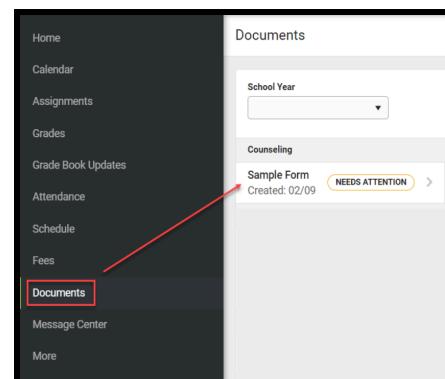 Home
Calendar
Assignments
Grades
Grade Book Updates
Attendance
Schedule
Fees
Documents
Message Center
More
Documents
School Year
Counseling
Sample Form
Created: 02/09
NEEDS ATTENTION